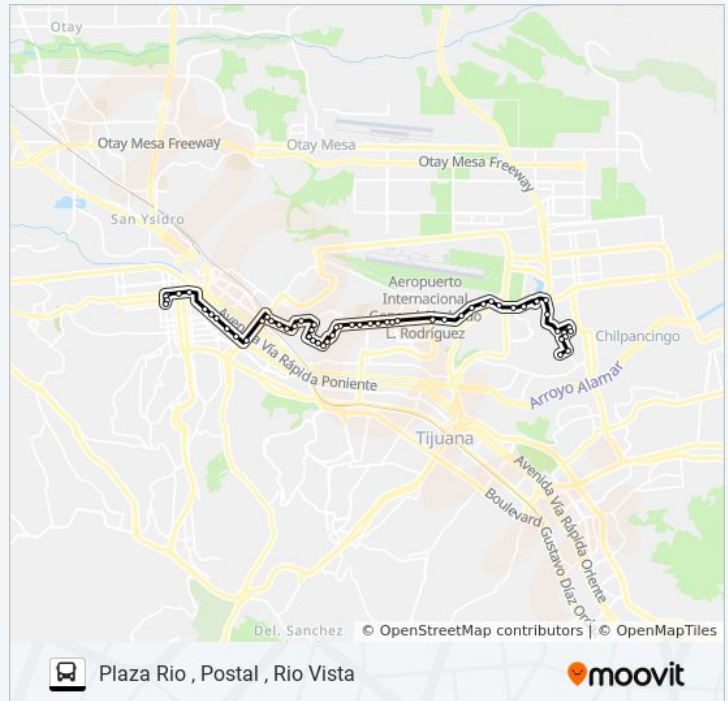 Otay
Otay Mesa Freeway
Otay Mesa
Otay Mesa Freeway
San Ysidro
Aeropuerto
Internacional
L. Rodríguez
Chilpancingo
Avenida Vía Rápida Poniente
Arroyo Alamar
Tijuana
Avenida Vía Rápida Oriente
Boulevard Gustavo Díaz
Del. Sanchez
© OpenStreetMap contributors | © OpenMapTiles
Plaza Rio , Postal , Rio Vista
moovit